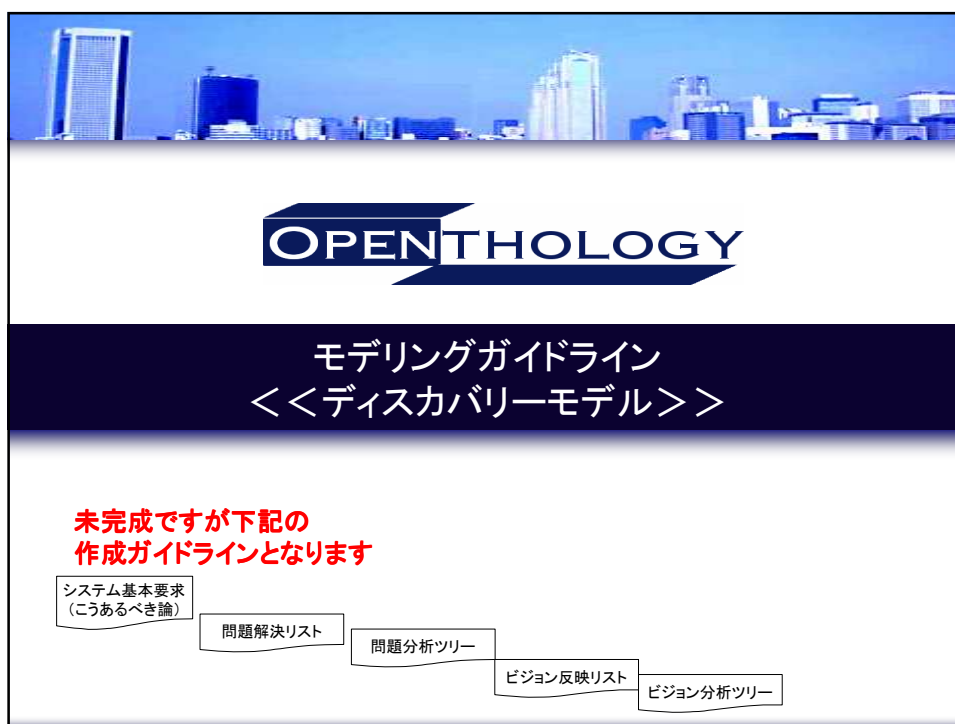 OPENTHOLOGY
モデリングガイドライン
＜＜ディスカバリーモデル＞＞
未完成ですが下記の
作成ガイドラインとなります
システム基本要求
（こうあるべき論）
問題解決リスト
問題分析ツリー
ビジョン反映リスト
ビジョン分析ツリー